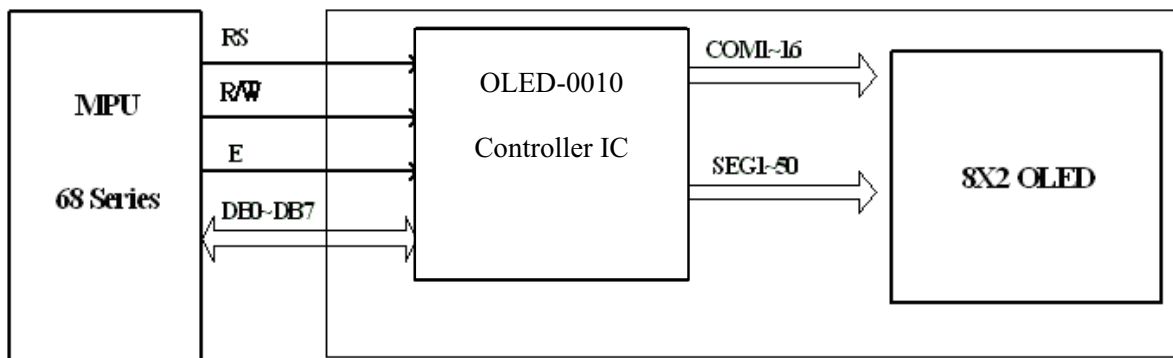 MPU
68 Series
RS
R/W
E
DB0~DB7
OLED-0010
Controller IC
COM1~16
SEG1~50
8X2 OLED